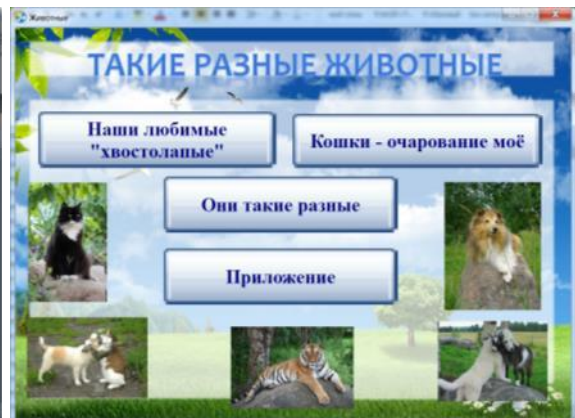 Животные
ТАКИЕ РАЗНЫЕ ЖИВОТНЫЕ
Наши любимые
"хвостолапые"
Кошки - очарование моё
Они такие разные
Приложение